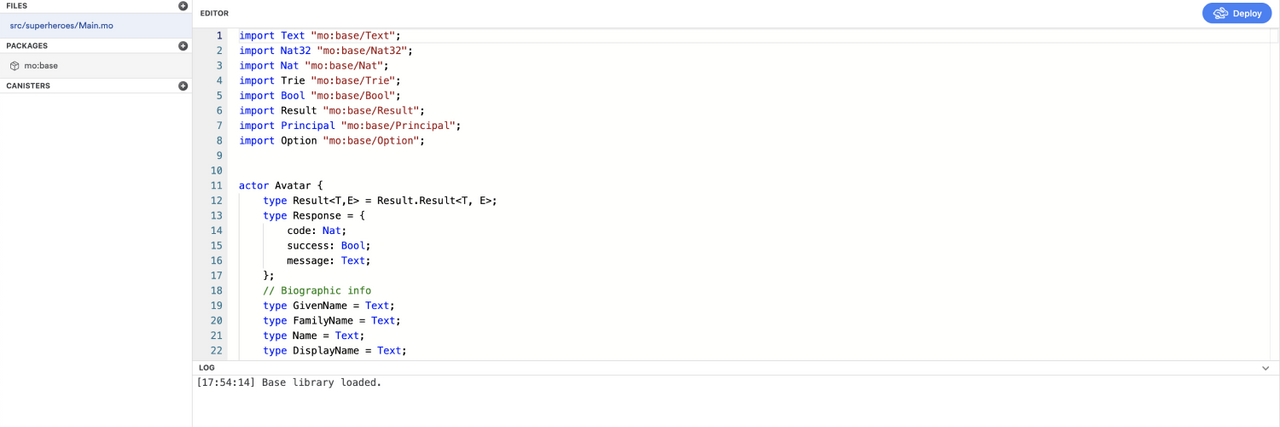 FILES
src/superheroes/Main.mo
PACKAGES
mo:base
CANISTERS
EDITOR
Deploy
1 import Text "mo:base/Text";
2 import Nat32 "mo:base/Nat32";
3 import Nat "mo:base/Nat";
4 import Trie "mo:base/Trie";
5 import Bool "mo:base/Bool";
6 import Result "mo:base/Result";
7 import Principal "mo:base/Principal";
8 import Option "mo:base/Option";
9
10
11 actor Avatar {
12     type Result<T,E> = Result.Result<T, E>;
13     type Response = {
14         code: Nat;
15         success: Bool;
16         message: Text;
17     };
18     // Biographic info
19     type GivenName = Text;
20     type FamilyName = Text;
21     type Name = Text;
22     type DisplayName = Text;
LOG
[17:54:14] Base library loaded.